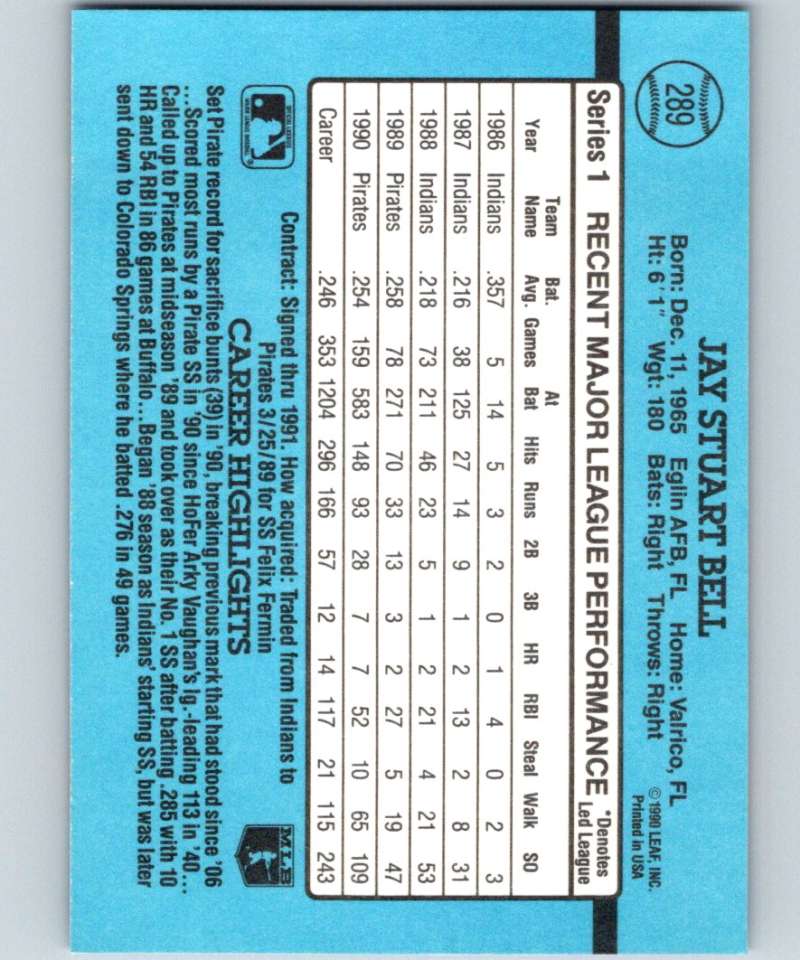 289
JAY STUART BELL
Born: Dec. 11, 1965 Eglin AFB, FL Home: Valrico, FL
Ht: 6'1" Wgt: 180 Bats: Right Throws: Right
© 1990 LEAF, INC.
Printed in USA
Series 1 RECENT MAJOR LEAGUE PERFORMANCE *Denotes Led League
Year Team Name Bat. Avg. Games At Bat Hits Runs 2B 3B HR RBI Steal Walk SO
1986 Indians .357 5 14 5 3 2 0 1 4 0 2 3
1987 Indians .216 38 125 27 14 9 1 2 13 2 8 31
1988 Indians .218 73 211 46 23 5 1 2 21 4 21 53
1989 Pirates .258 78 271 70 33 13 3 2 27 5 19 47
1990 Pirates .254 159 583 148 93 28 7 7 52 10 65 109
Career .246 353 1204 296 166 57 12 14 117 21 115 243
Contract: Signed thru 1991. How acquired: Traded from Indians to
Pirates 3/25/89 for SS Felix Fermin
CAREER HIGHLIGHTS
MLB
Set Pirate record for sacrifice bunts (39) in '90, breaking previous mark that had stood since '06
...Scored most runs by a Pirate SS in '90 since HoFer Arky Vaughan's lg.-leading 113 in '40...
Called up to Pirates at midseason '89 and took over as their No. 1 SS after batting .285 with 10
HR and 54 RBI in 86 games at Buffalo...Began '88 season as Indians' starting SS, but was later
sent down to Colorado Springs where he batted .276 in 49 games.